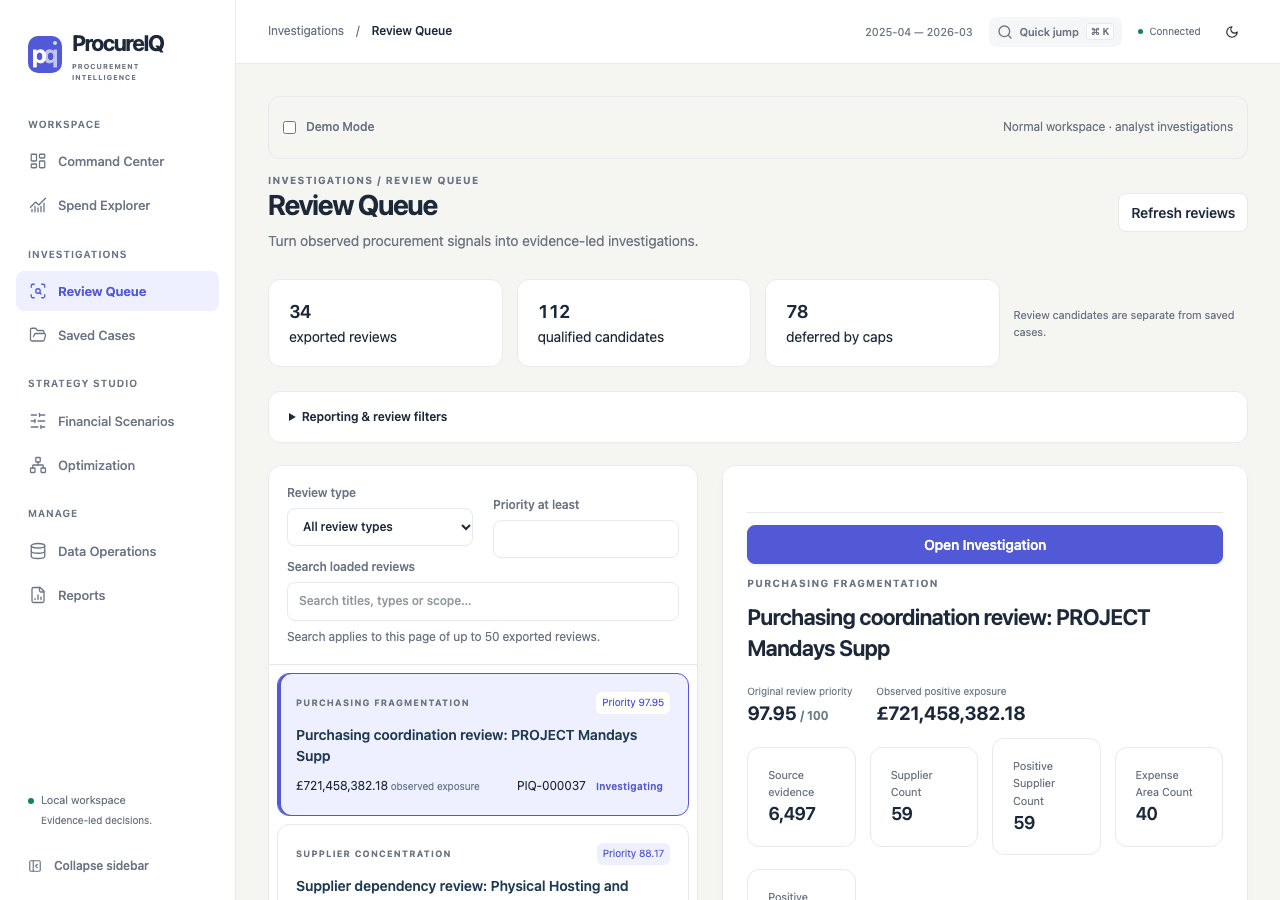 pq
ProcureIQ
PROCUREMENT
INTELLIGENCE
WORKSPACE
Command Center
Spend Explorer
INVESTIGATIONS
Review Queue
Saved Cases
STRATEGY STUDIO
Financial Scenarios
Optimization
MANAGE
Data Operations
Reports
Local workspace
Evidence-led decisions.
Collapse sidebar
Investigations / Review Queue
2025-04 — 2026-03
Quick jump ⌘ K
Connected
Demo Mode
Normal workspace · analyst investigations
INVESTIGATIONS / REVIEW QUEUE
Review Queue
Turn observed procurement signals into evidence-led investigations.
Refresh reviews
34
exported reviews
112
qualified candidates
78
deferred by caps
Review candidates are separate from saved
cases.
Reporting & review filters
Review type
All review types
Priority at least
Search loaded reviews
Search titles, types or scope...
Search applies to this page of up to 50 exported reviews.
PURCHASING FRAGMENTATION
Priority 97.95
Purchasing coordination review: PROJECT Mandays
Supp
£721,458,382.18 observed exposure
PIQ-000037 Investigating
SUPPLIER CONCENTRATION
Priority 88.17
Supplier dependency review: Physical Hosting and
Open Investigation
PURCHASING FRAGMENTATION
Purchasing coordination review: PROJECT
Mandays Supp
Original review priority
97.95 / 100
Observed positive exposure
£721,458,382.18
Source
evidence
6,497
Supplier
Count
59
Positive
Supplier
Count
59
Expense
Area Count
40
Positive